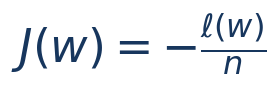 J(w) = −ℓ(w)/n